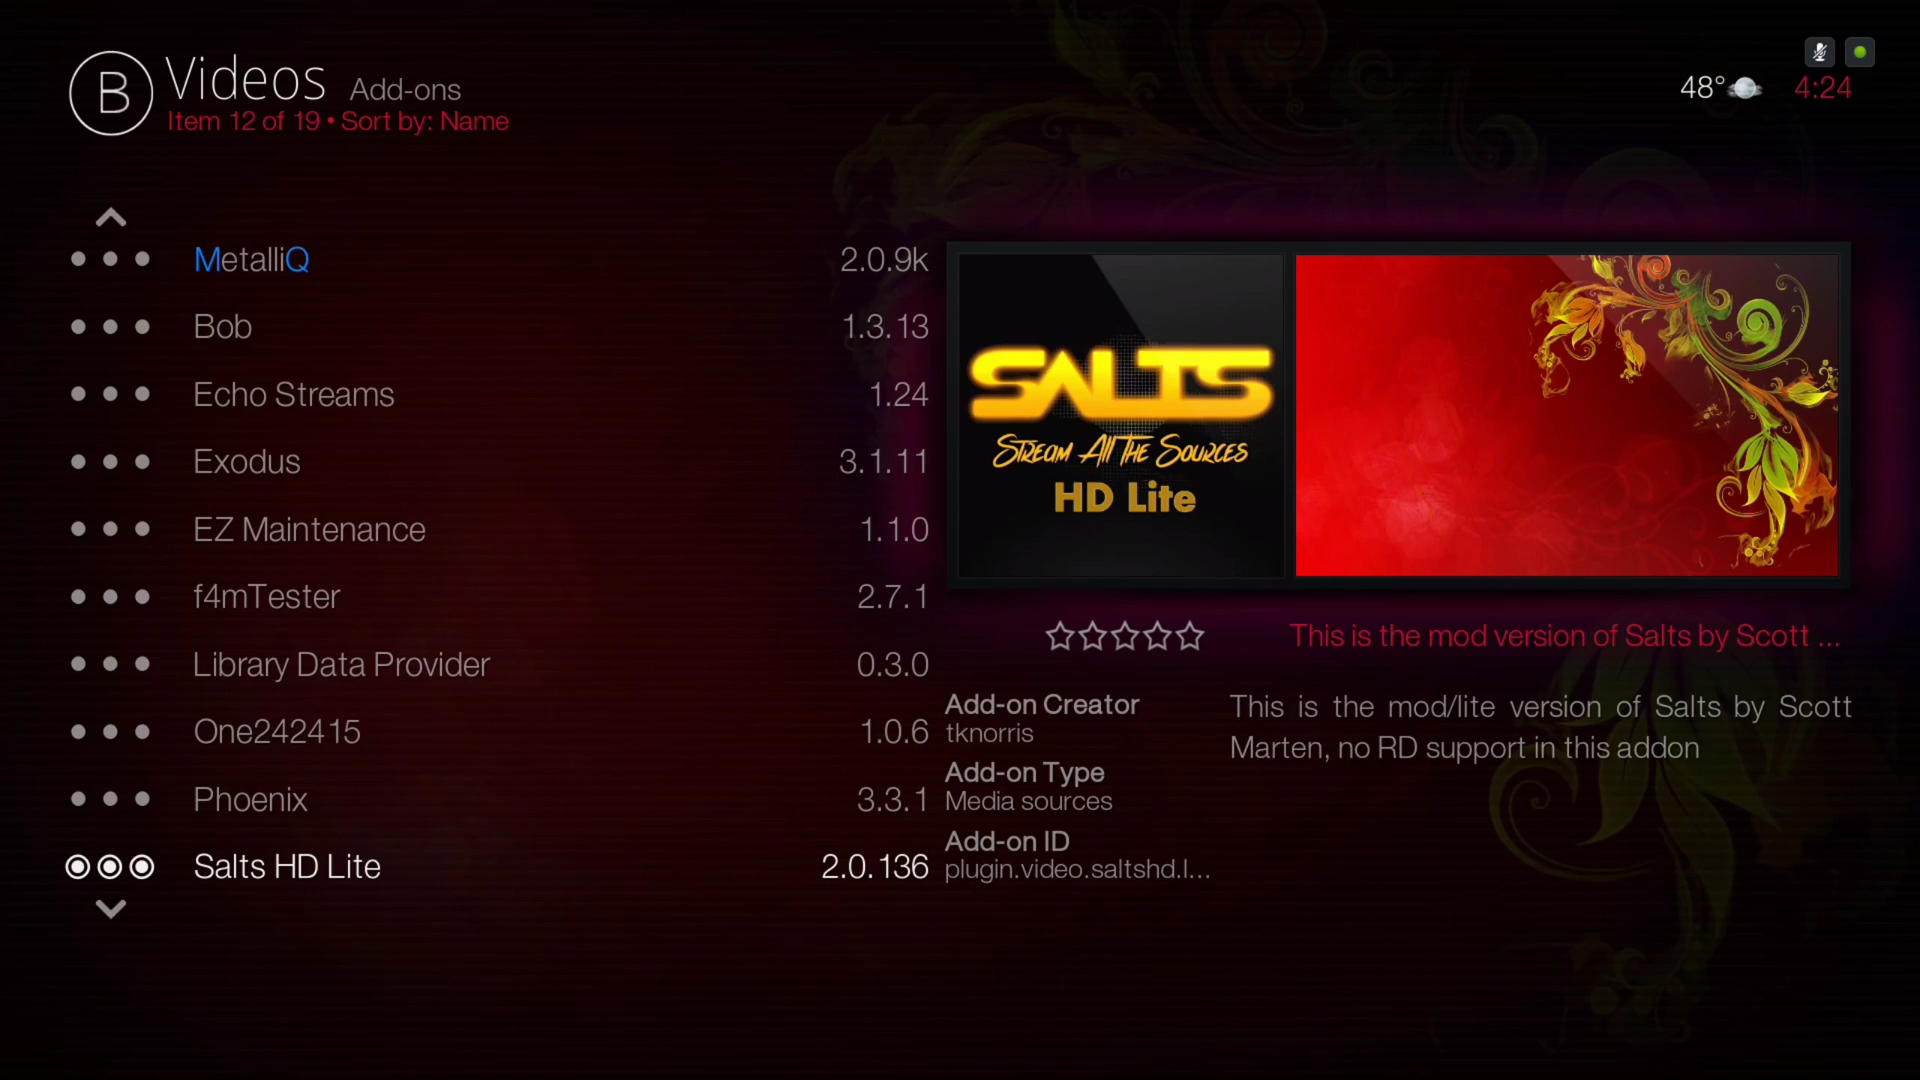 B
Videos Add-ons
Item 12 of 19 • Sort by: Name
48° 4:24
MetalliQ 2.0.9k
Bob 1.3.13
Echo Streams 1.24
Exodus 3.1.11
EZ Maintenance 1.1.0
f4mTester 2.7.1
Library Data Provider 0.3.0
One242415 1.0.6
Phoenix 3.3.1
Salts HD Lite 2.0.136
SALTS
Stream All The Sources
HD Lite
This is the mod version of Salts by Scott ...
Add-on Creator
tknorris
Add-on Type
Media sources
Add-on ID
plugin.video.saltshd.l...
This is the mod/lite version of Salts by Scott
Marten, no RD support in this addon